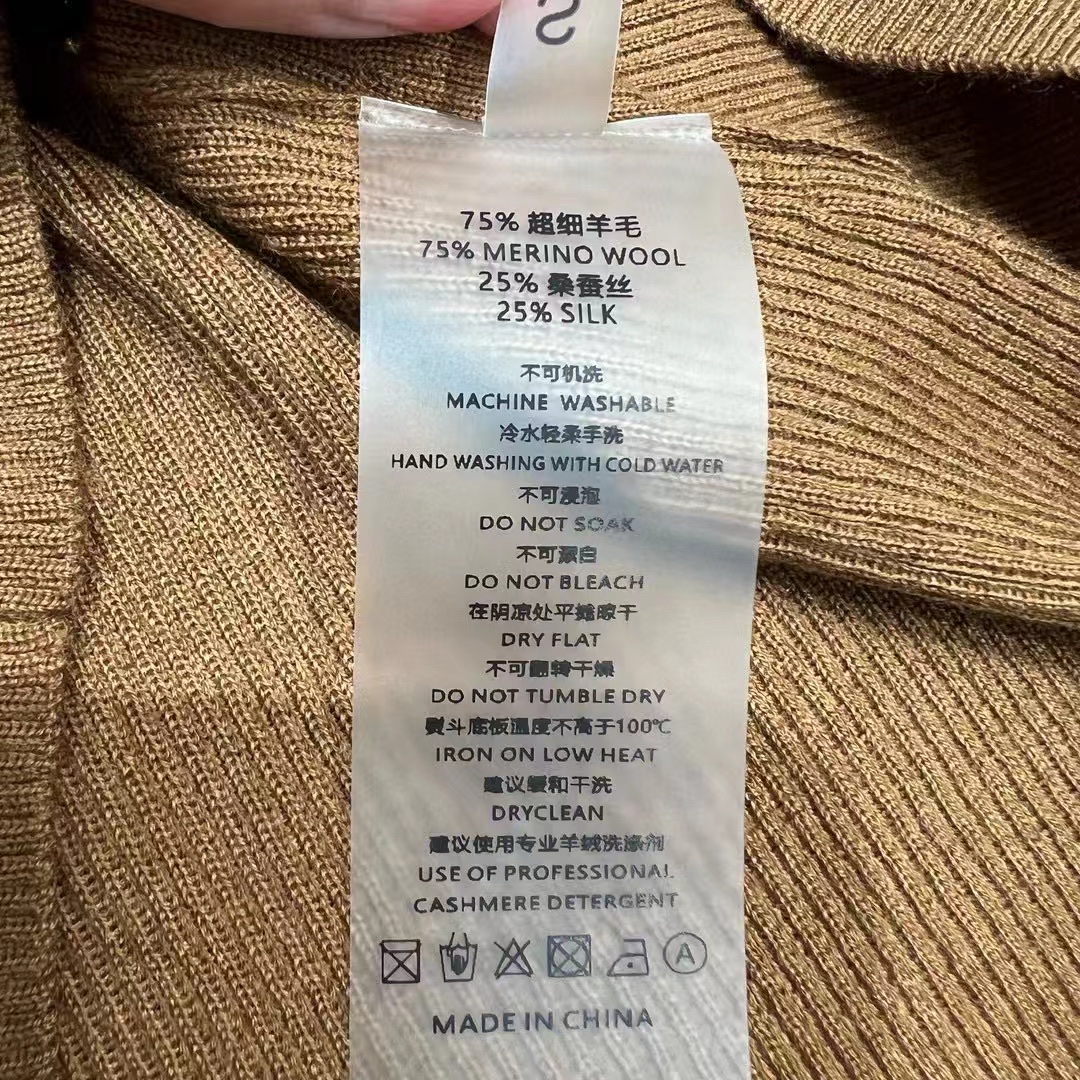 S
75% 超细羊毛
75% MERINO WOOL
25% 桑蚕丝
25% SILK
不可机洗
MACHINE WASHABLE
冷水轻柔手洗
HAND WASHING WITH COLD WATER
不可浸泡
DO NOT SOAK
不可漂白
DO NOT BLEACH
在阴凉处平摊晾干
DRY FLAT
不可翻转干燥
DO NOT TUMBLE DRY
熨斗底板温度不高于100℃
IRON ON LOW HEAT
建议缓和干洗
DRYCLEAN
建议使用专业羊绒洗涤剂
USE OF PROFESSIONAL
CASHMERE DETERGENT
A
MADE IN CHINA